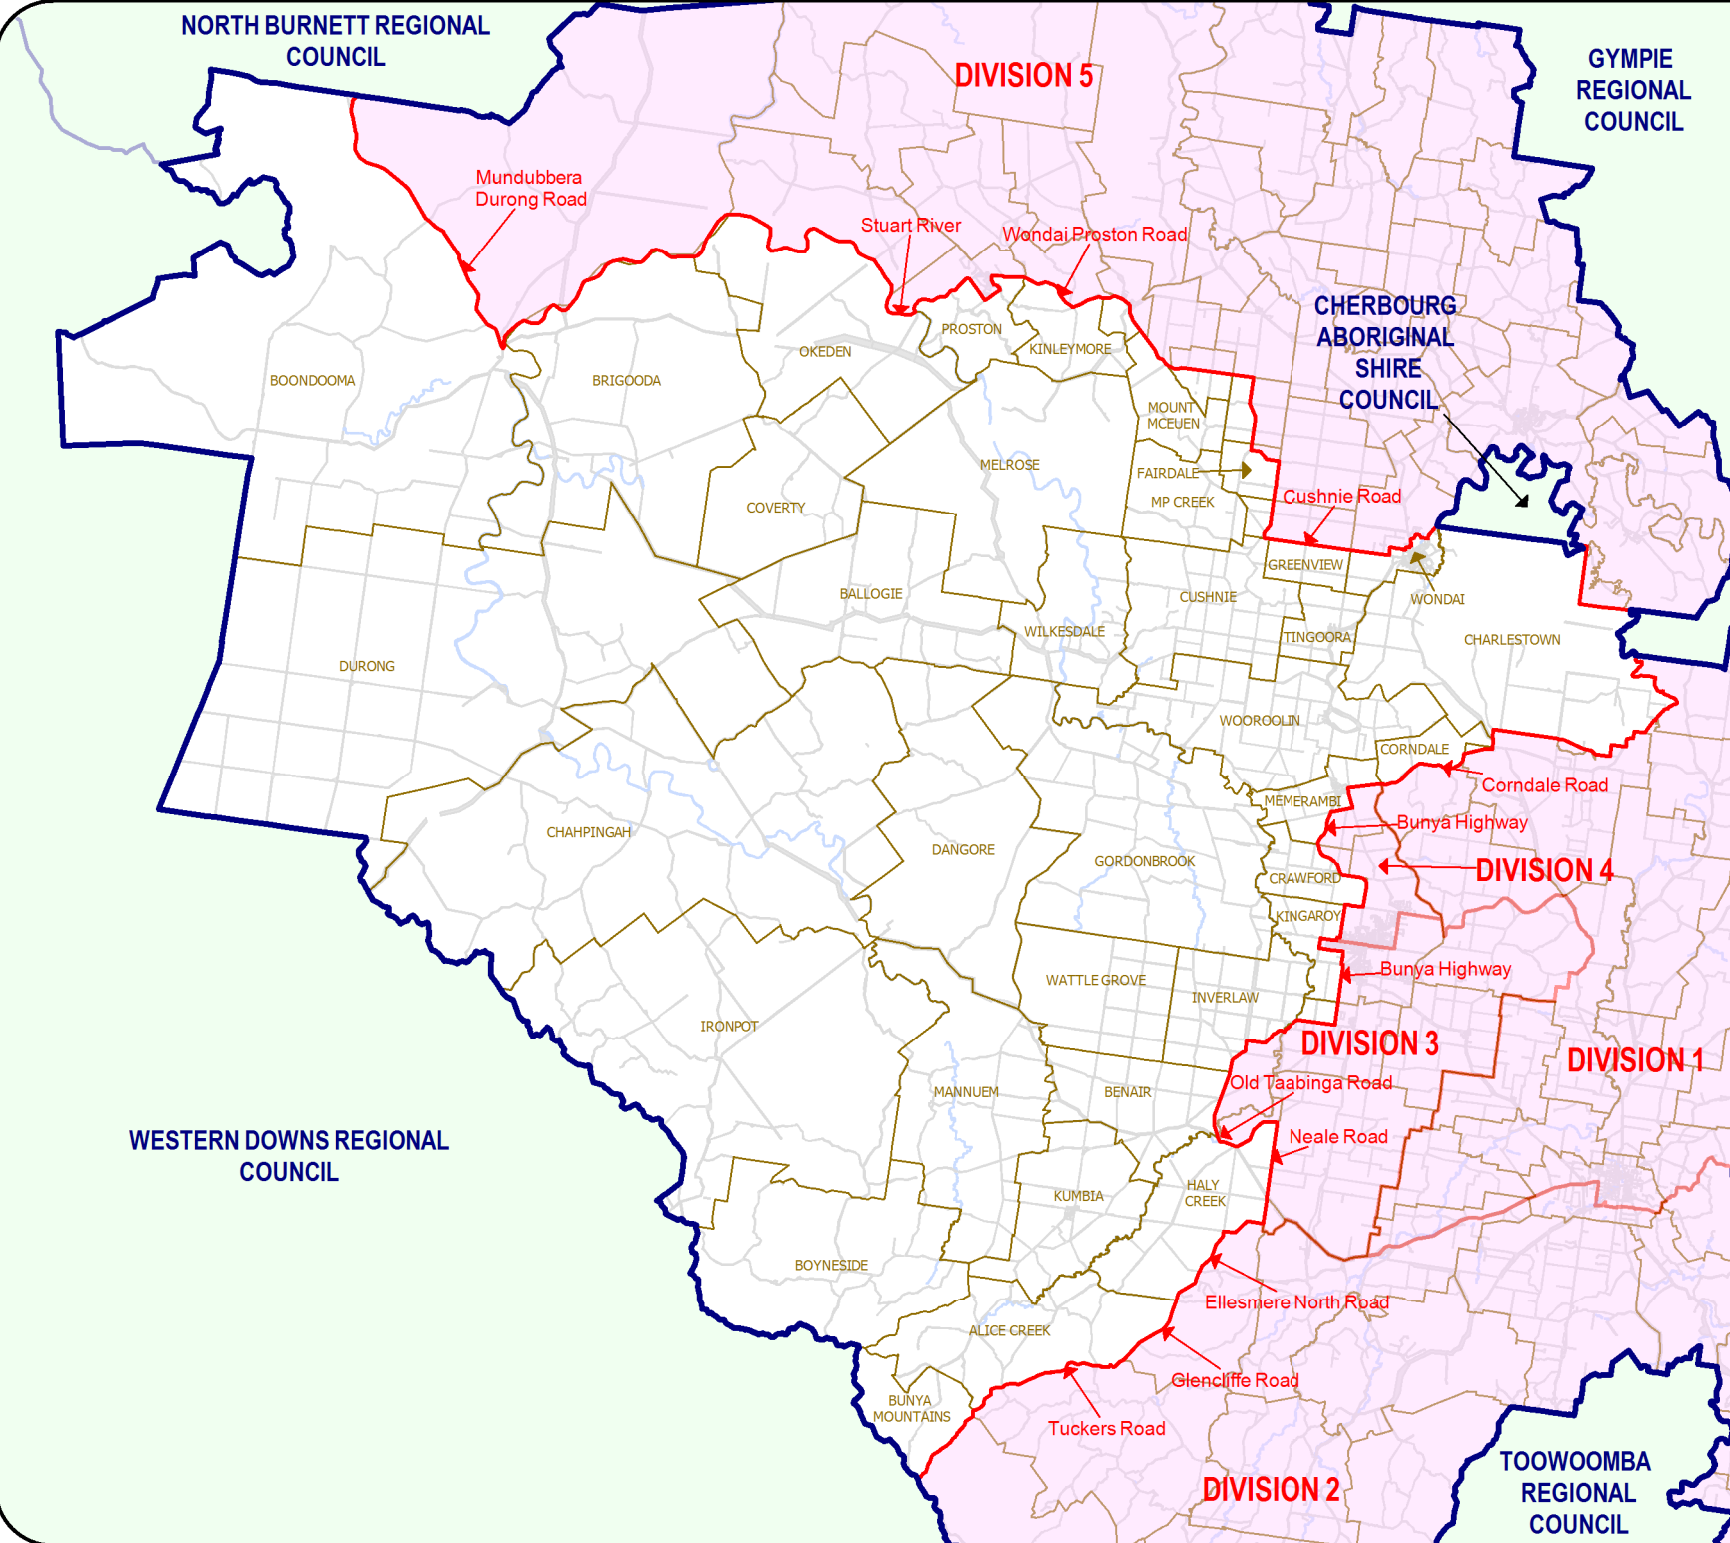 NORTH BURNETT REGIONAL
COUNCIL
DIVISION 5
GYMPIE
REGIONAL
COUNCIL
Mundubbera
Durong Road
Stuart River
Wondai Proston Road
CHERBOURG
ABORIGINAL
SHIRE
COUNCIL
PROSTON
OKEDEN
KINLEYMORE
BOONDOOMA
BRIGOODA
MOUNT
MCEUEN
MELROSE
FAIRDALE
Cushnie Road
MP CREEK
COVERTY
GREENVIEW
BALLOGIE
CUSHNIE
WONDAI
WILKESDALE
TINGOORA
CHARLESTOWN
DURONG
WOOROOLIN
CORNDALE
Corndale Road
MEMERAMBI
Bunya Highway
CHAHPINGAH
DANGORE
GORDONBROOK
DIVISION 4
CRAWFORD
KINGAROY
Bunya Highway
WATTLE GROVE
INVERLAW
IRONPOT
DIVISION 3
DIVISION 1
Old Taabinga Road
MANNUEM
BENAIR
Neale Road
WESTERN DOWNS REGIONAL
COUNCIL
HALY
CREEK
KUMBIA
BOYNESIDE
Ellesmere North Road
ALICE CREEK
Glencliffe Road
BUNYA
MOUNTAINS
Tuckers Road
DIVISION 2
TOOWOOMBA
REGIONAL
COUNCIL